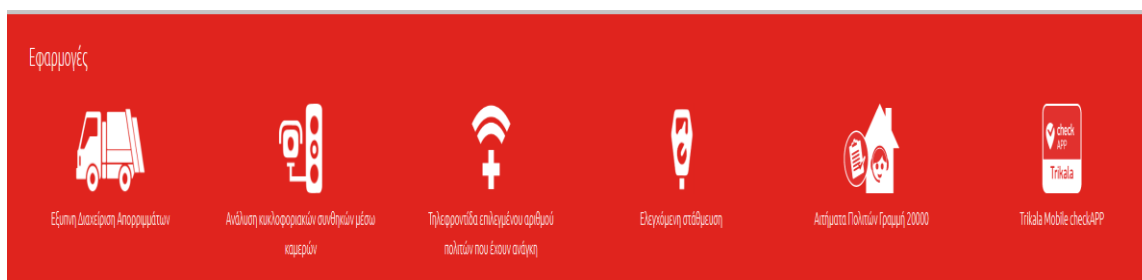 Εφαρμογές
check
APP
Trikala
Εξυπνη Διαχείριση Απορριμμάτων
Ανάλυση κυκλοφοριακών συνθηκών μέσω
καμερών
Τηλεφροντίδα επιλεγμένου αριθμού
πολιτών που έχουν ανάγκη
Ελεγχόμενη στάθμευση
Αιτήματα Πολιτών Γραμμή 20000
Trikala Mobile checkAPP